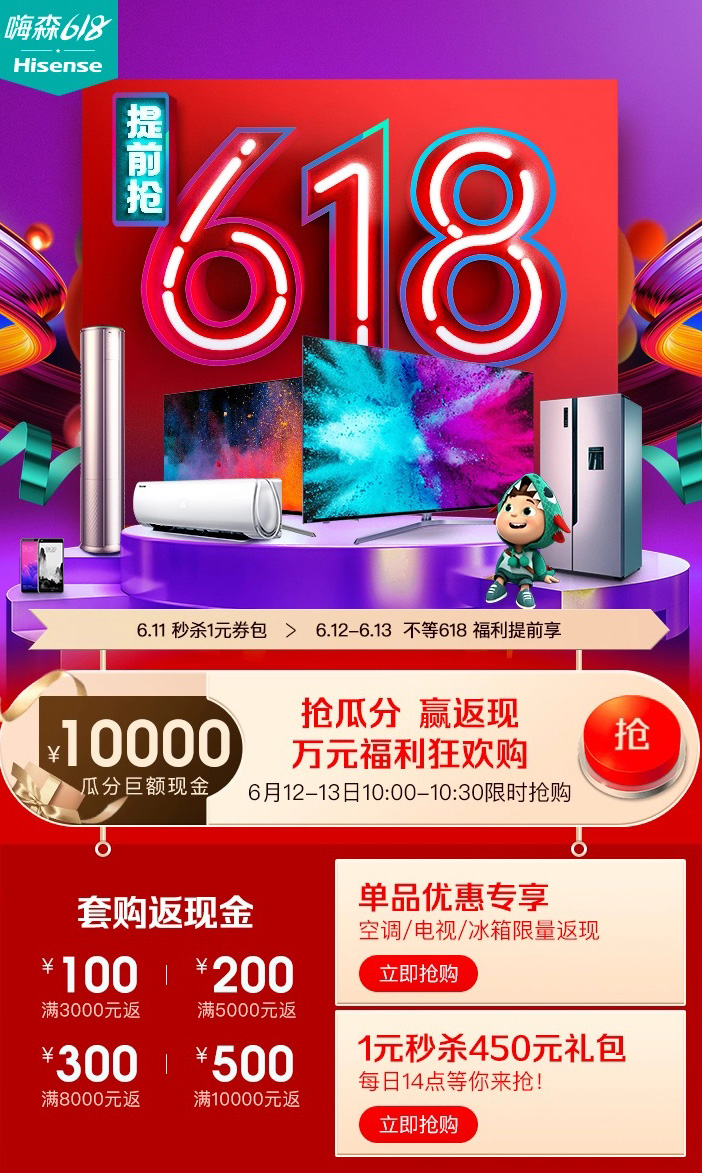 嗨森618
Hisense
提前抢
618
6.11 秒杀1元券包 > 6.12-6.13 不等618 福利提前享
¥10000
瓜分巨额现金
抢瓜分 赢返现
万元福利狂欢购
6月12-13日10:00-10:30限时抢购
抢
套购返现金
¥100
满3000元返
¥200
满5000元返
¥300
满8000元返
¥500
满10000元返
单品优惠专享
空调/电视/冰箱限量返现
立即抢购
1元秒杀450元礼包
每日14点等你来抢!
立即抢购